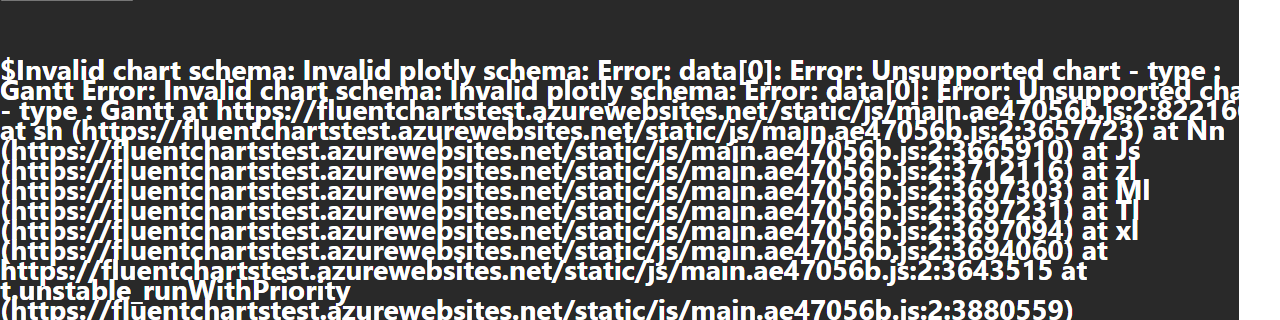 $Invalid chart schema: Invalid plotly schema: Error: data[0]: Error: Unsupported chart - type :
Gantt Error: Invalid chart schema: Invalid plotly schema: Error: data[0]: Error: Unsupported cha
- type : Gantt at https://fluentchartstest.azurewebsites.net/static/js/main.ae47056b.js:2:82216
at sh (https://fluentchartstest.azurewebsites.net/static/js/main.ae47056b.js:2:3657723) at Nn
(https://fluentchartstest.azurewebsites.net/static/js/main.ae47056b.js:2:3665910) at Js
(https://fluentchartstest.azurewebsites.net/static/js/main.ae47056b.js:2:3712116) at zl
(https://fluentchartstest.azurewebsites.net/static/js/main.ae47056b.js:2:3697303) at Ml
(https://fluentchartstest.azurewebsites.net/static/js/main.ae47056b.js:2:3697231) at Tl
(https://fluentchartstest.azurewebsites.net/static/js/main.ae47056b.js:2:3697094) at xl
(https://fluentchartstest.azurewebsites.net/static/js/main.ae47056b.js:2:3694060) at
https://fluentchartstest.azurewebsites.net/static/js/main.ae47056b.js:2:3643515 at
t.unstable_runWithPriority
(https://fluentchartstest.azurewebsites.net/static/js/main.ae47056b.js:2:3880559)